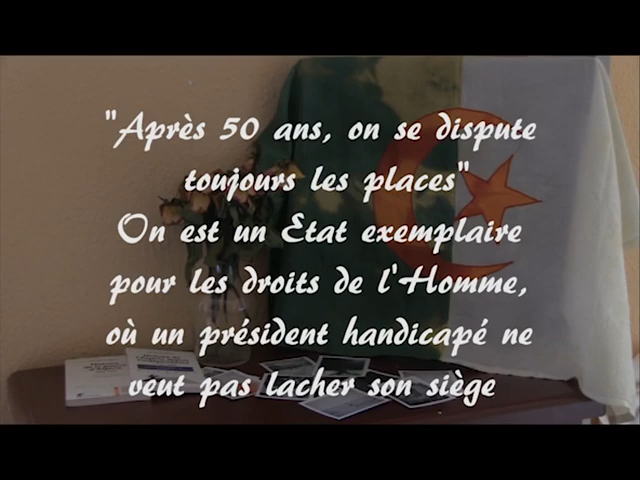 "Après 50 ans, on se dispute
toujours les places"
On est un Etat exemplaire
pour les droits de l'Homme,
où un président handicapé ne
veut pas lacher son siège